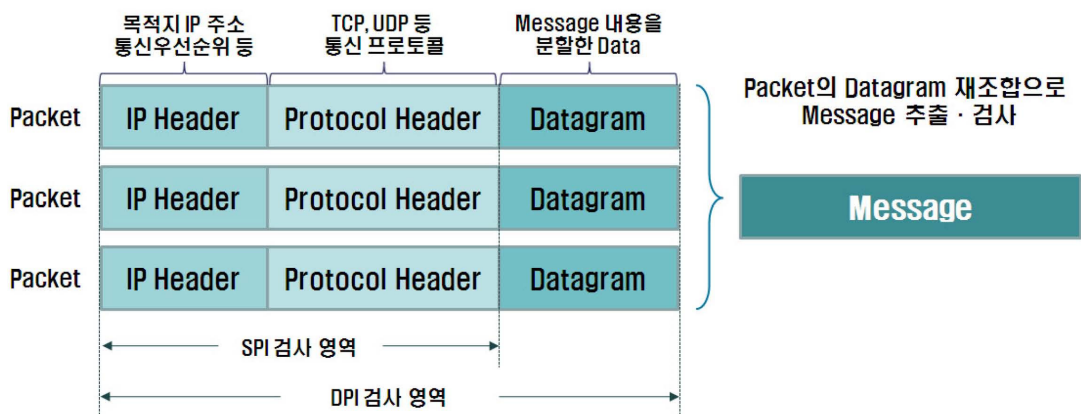 목적지 IP 주소
통신우선순위 등
TCP, UDP 등
통신 프로토콜
Message 내용을
분할한 Data
Packet IP Header Protocol Header Datagram
Packet IP Header Protocol Header Datagram
Packet IP Header Protocol Header Datagram
Packet의 Datagram 재조합으로
Message 추출 · 검사
Message
SPI 검사 영역
DPI 검사 영역